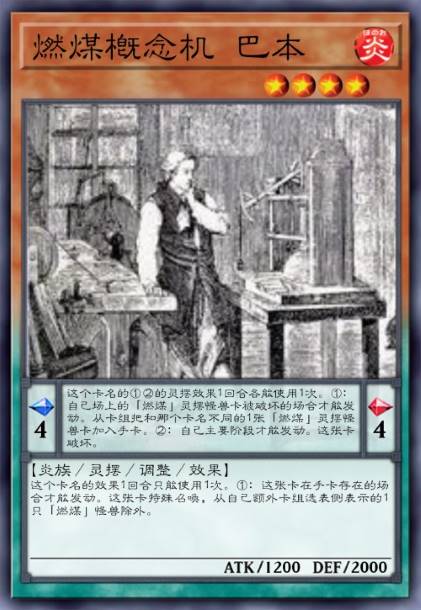 燃煤概念机 巴本
ほのお
炎
这个卡名的①②的灵摆效果1回合各能使用1次。①：
自己场上的「燃煤」灵摆怪兽卡被破坏的场合才能发
动。从卡组把和那个卡名不同的1张「燃煤」灵摆怪
兽卡加入手卡。②：自己主要阶段才能发动。这张卡
破坏。
4
4
【炎族／灵摆／调整／效果】
这个卡名的效果1回合只能使用1次。①：这张卡在手卡存在的场
合才能发动。这张卡特殊召唤，从自己额外卡组选表侧表示的1
只「燃煤」怪兽除外。
ATK/1200 DEF/2000